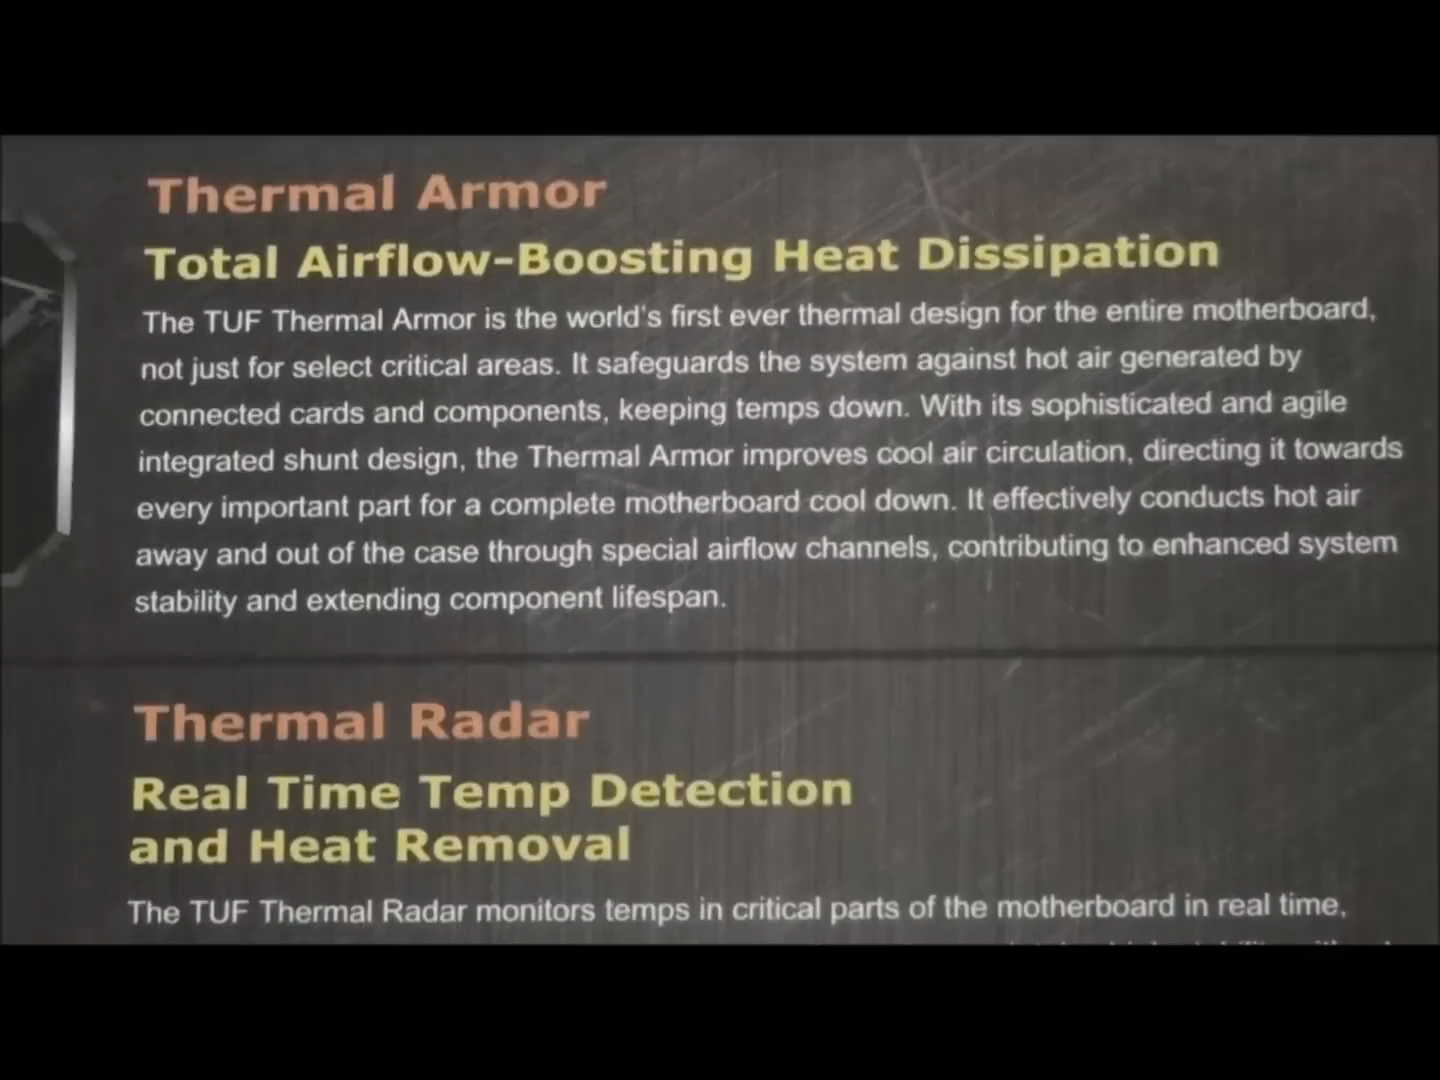 Thermal Armor
Total Airflow-Boosting Heat Dissipation
The TUF Thermal Armor is the world's first ever thermal design for the entire motherboard,
not just for select critical areas. It safeguards the system against hot air generated by
connected cards and components, keeping temps down. With its sophisticated and agile
integrated shunt design, the Thermal Armor improves cool air circulation, directing it towards
every important part for a complete motherboard cool down. It effectively conducts hot air
away and out of the case through special airflow channels, contributing to enhanced system
stability and extending component lifespan.
Thermal Radar
Real Time Temp Detection
and Heat Removal
The TUF Thermal Radar monitors temps in critical parts of the motherboard in real time,